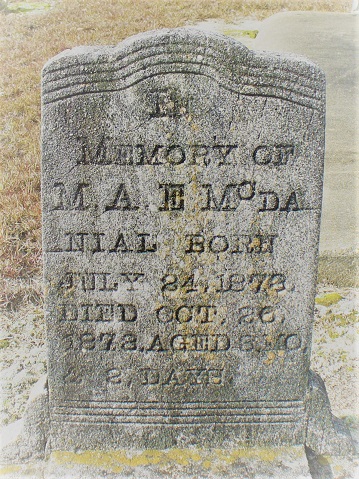 In
Memory of
M. A. E. McDa
nial Born
July 24, 1873.
Died Oct. 26,
1873. Aged 3, Mo,
& 2, Days.